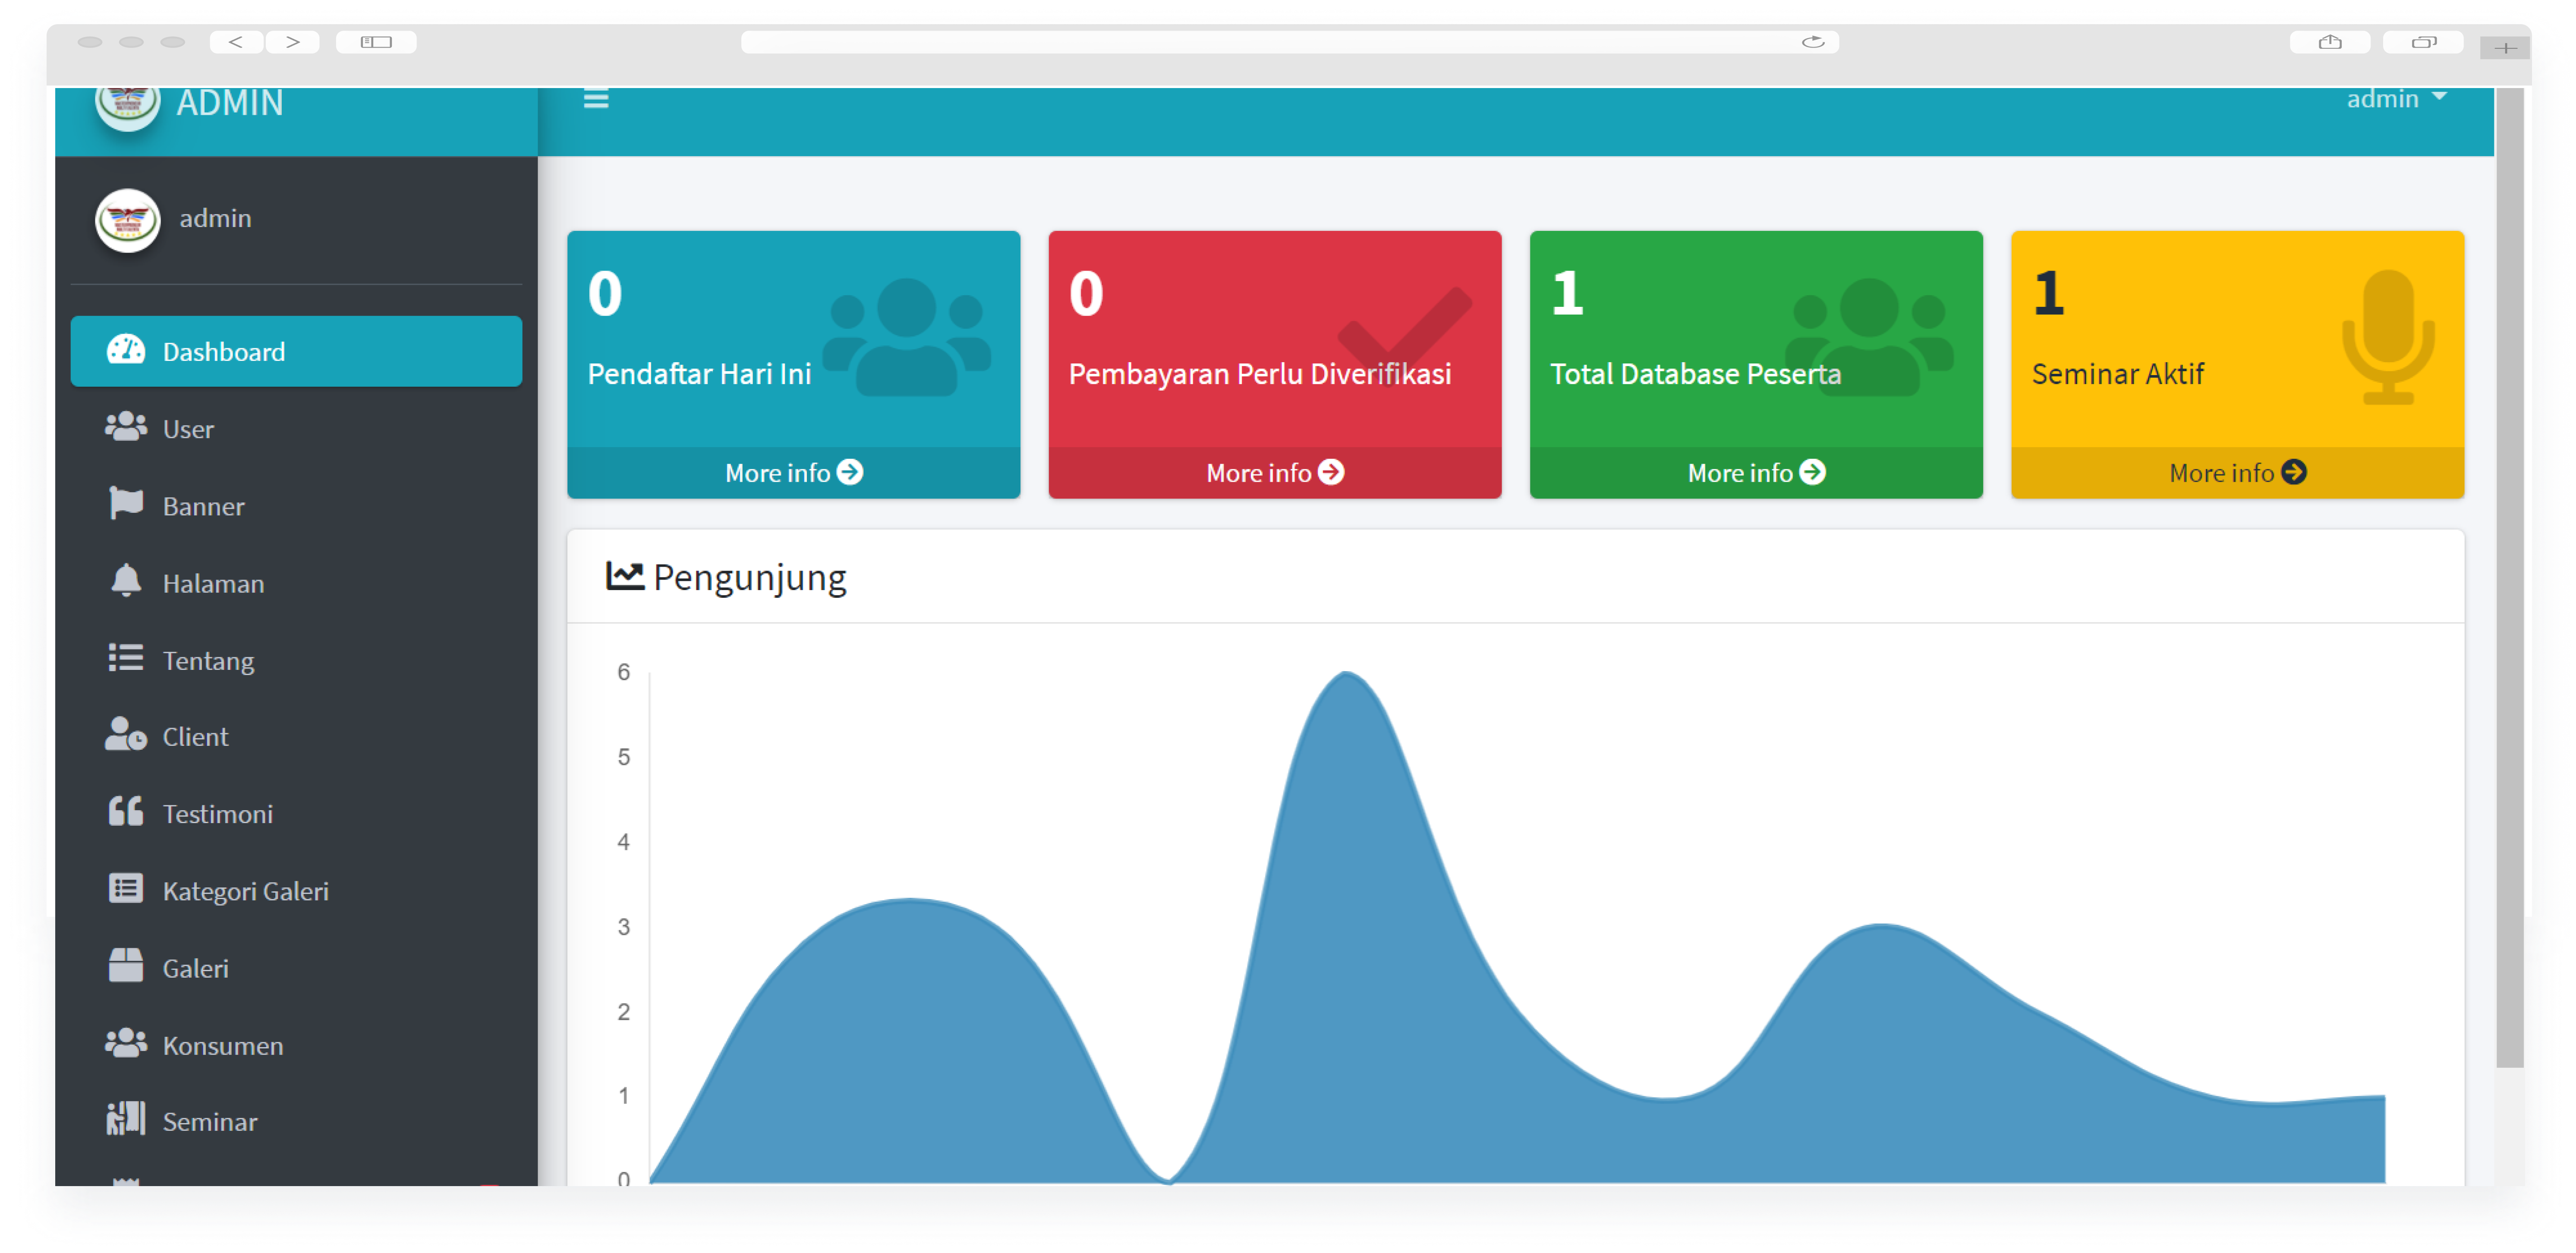 ADMIN
admin
admin
Dashboard
User
Banner
Halaman
Tentang
Client
Testimoni
Kategori Galeri
Galeri
Konsumen
Seminar
0
Pendaftar Hari Ini
More info
0
Pembayaran Perlu Diverifikasi
More info
1
Total Database Peserta
More info
1
Seminar Aktif
More info
Pengunjung
6
5
4
3
2
1
0